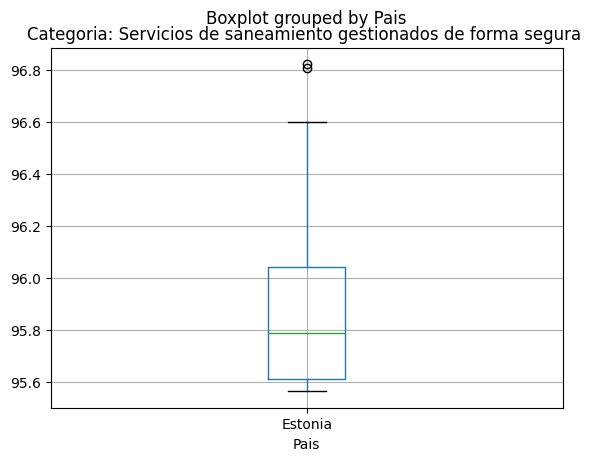 Boxplot grouped by Pais
Categoria: Servicios de saneamiento gestionados de forma segura
96.8
96.6
96.4
96.2
96.0
95.8
95.6
Estonia
Pais